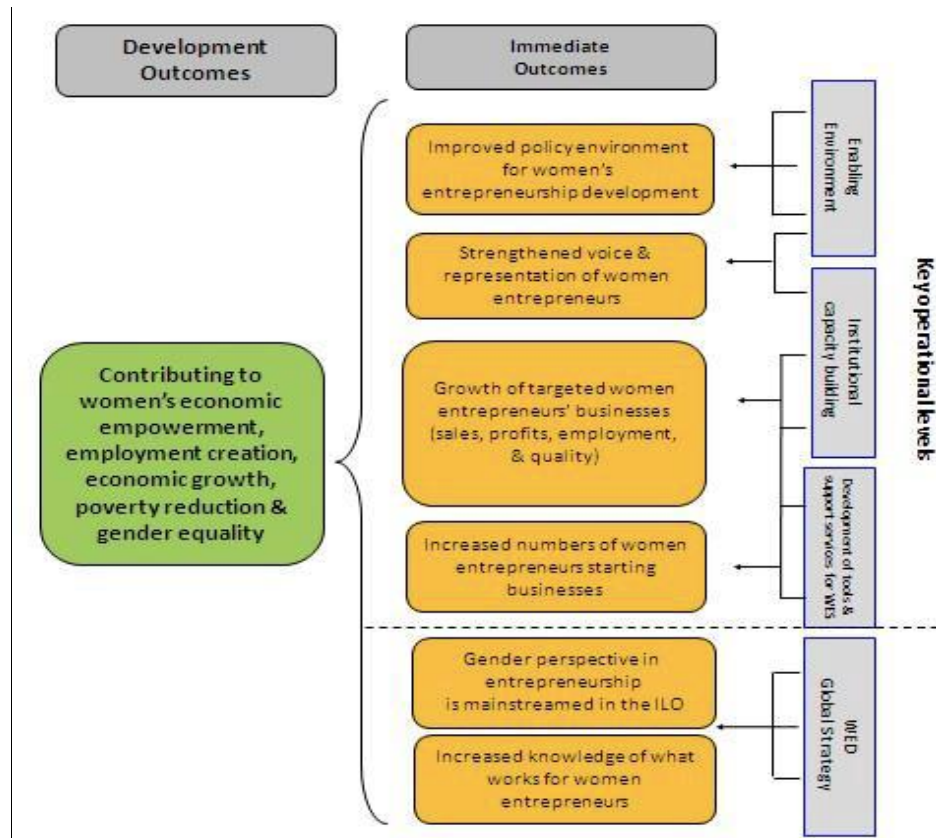 Development
Outcomes
Immediate
Outcomes
Improved policy environment
for women's
entrepreneurship development
Strengthened voice &
representation of women
entrepreneurs
Contributing to
women's economic
empowerment,
employment creation,
economic growth,
poverty reduction &
gender equality
Growth of targeted women
entrepreneurs' businesses
(sales, profits, employment,
& quality)
Increased numbers of women
entrepreneurs starting
businesses
Gender perspective in
entrepreneurship
is mainstreamed in the ILO
Increased knowledge of what
works for women
entrepreneurs
Enabling
Environment
Institutional
capacity building
Development of tools &
support services for WES
WED
Global Strategy
Keyoperational levels